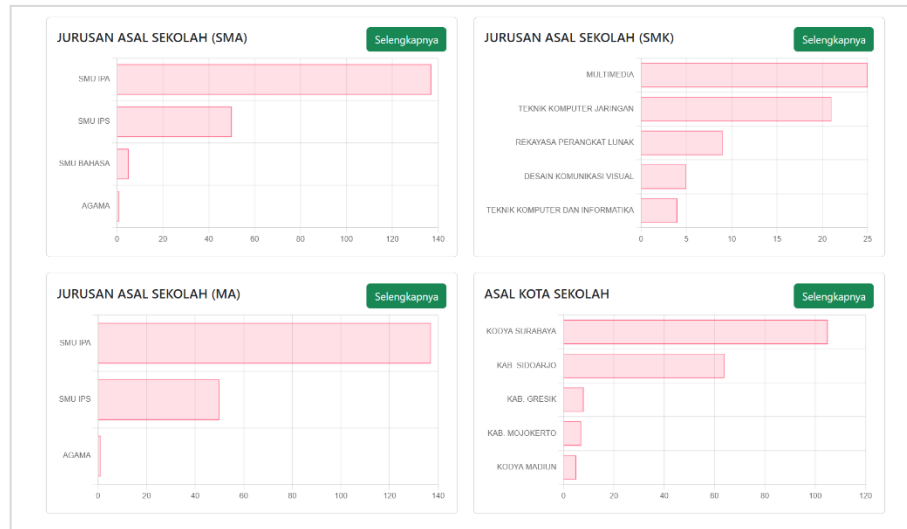 JURUSAN ASAL SEKOLAH (SMA)
Selengkapnya
SMU IPA
SMU IPS
SMU BAHASA
AGAMA
0 20 40 60 80 100 120 140
JURUSAN ASAL SEKOLAH (SMK)
Selengkapnya
MULTIMEDIA
TEKNIK KOMPUTER JARINGAN
REKAYASA PERANGKAT LUNAK
DESAIN KOMUNIKASI VISUAL
TEKNIK KOMPUTER DAN INFORMATIKA
0 5 10 15 20 25
JURUSAN ASAL SEKOLAH (MA)
Selengkapnya
SMU IPA
SMU IPS
AGAMA
0 20 40 60 80 100 120 140
ASAL KOTA SEKOLAH
Selengkapnya
KODYA SURABAYA
KAB. SIDOARJO
KAB. GRESIK
KAB. MOJOKERTO
KODYA MADIUN
0 20 40 60 80 100 120